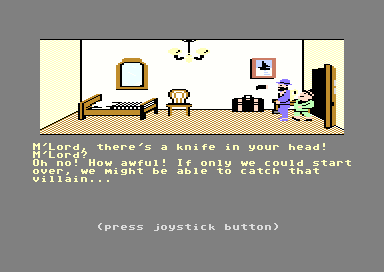 M'Lord, there's a knife in your head!
M'Lord?
Oh no! How awful! If only we could start
over, we might be able to catch that
villain...
(press joystick button)